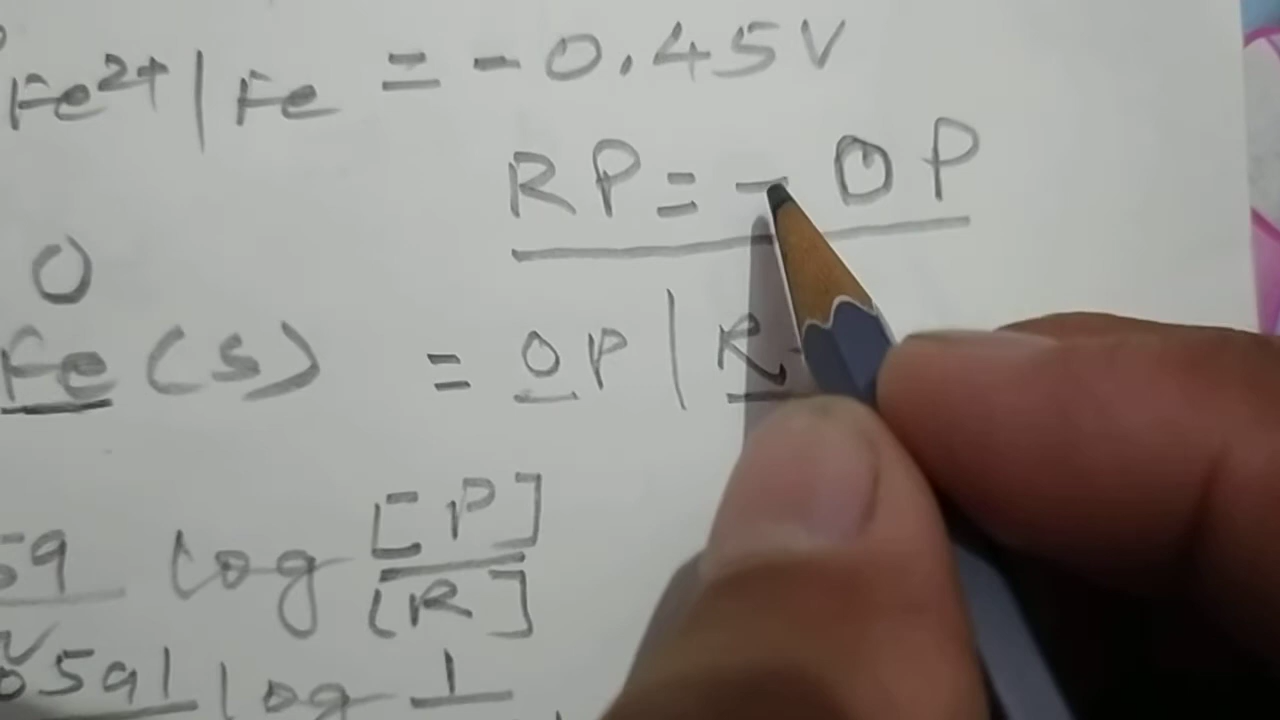 Fe²⁺ | Fe = -0.45V
RP = - OP
0
Fe (s) = OP | R
59 log [P] / [R]
0591 log 1